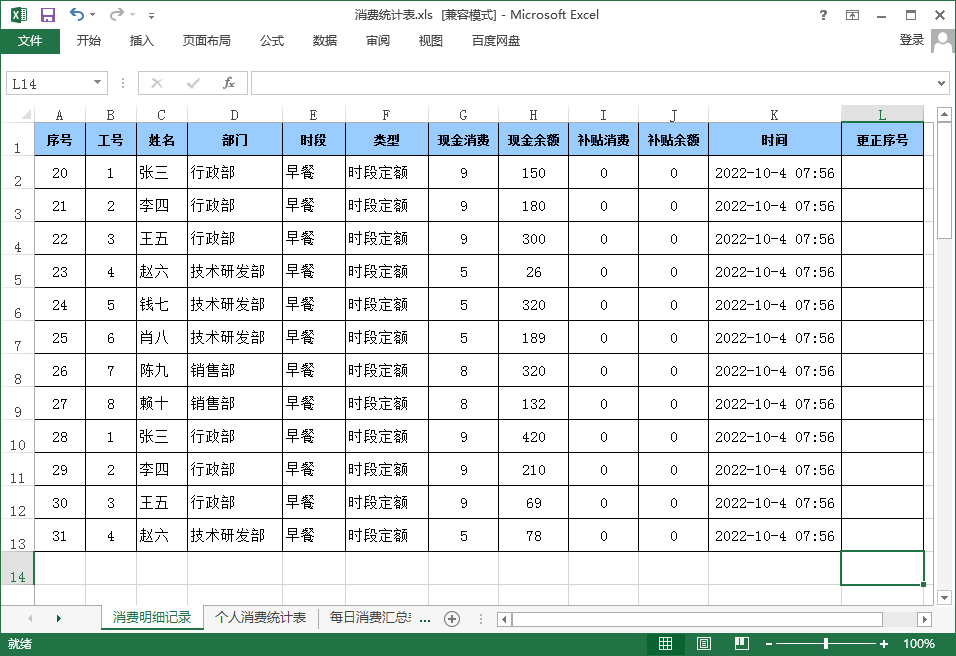 消费统计表.xls [兼容模式] - Microsoft Excel
文件 开始 插入 页面布局 公式 数据 审阅 视图 百度网盘 登录
L14 fx
A B C D E F G H I J K L
1 序号 工号 姓名 部门 时段 类型 现金消费 现金余额 补贴消费 补贴余额 时间 更正序号
2 20 1 张三 行政部 早餐 时段定额 9 150 0 0 2022-10-4 07:56
3 21 2 李四 行政部 早餐 时段定额 9 180 0 0 2022-10-4 07:56
4 22 3 王五 行政部 早餐 时段定额 9 300 0 0 2022-10-4 07:56
5 23 4 赵六 技术研发部 早餐 时段定额 5 26 0 0 2022-10-4 07:56
6 24 5 钱七 技术研发部 早餐 时段定额 5 320 0 0 2022-10-4 07:56
7 25 6 肖八 技术研发部 早餐 时段定额 5 189 0 0 2022-10-4 07:56
8 26 7 陈九 销售部 早餐 时段定额 8 320 0 0 2022-10-4 07:56
9 27 8 赖十 销售部 早餐 时段定额 8 132 0 0 2022-10-4 07:56
10 28 1 张三 行政部 早餐 时段定额 9 420 0 0 2022-10-4 07:56
11 29 2 李四 行政部 早餐 时段定额 9 210 0 0 2022-10-4 07:56
12 30 3 王五 行政部 早餐 时段定额 9 69 0 0 2022-10-4 07:56
13 31 4 赵六 技术研发部 早餐 时段定额 5 78 0 0 2022-10-4 07:56
14
消费明细记录 个人消费统计表 每日消费汇总 ...
就绪 100%